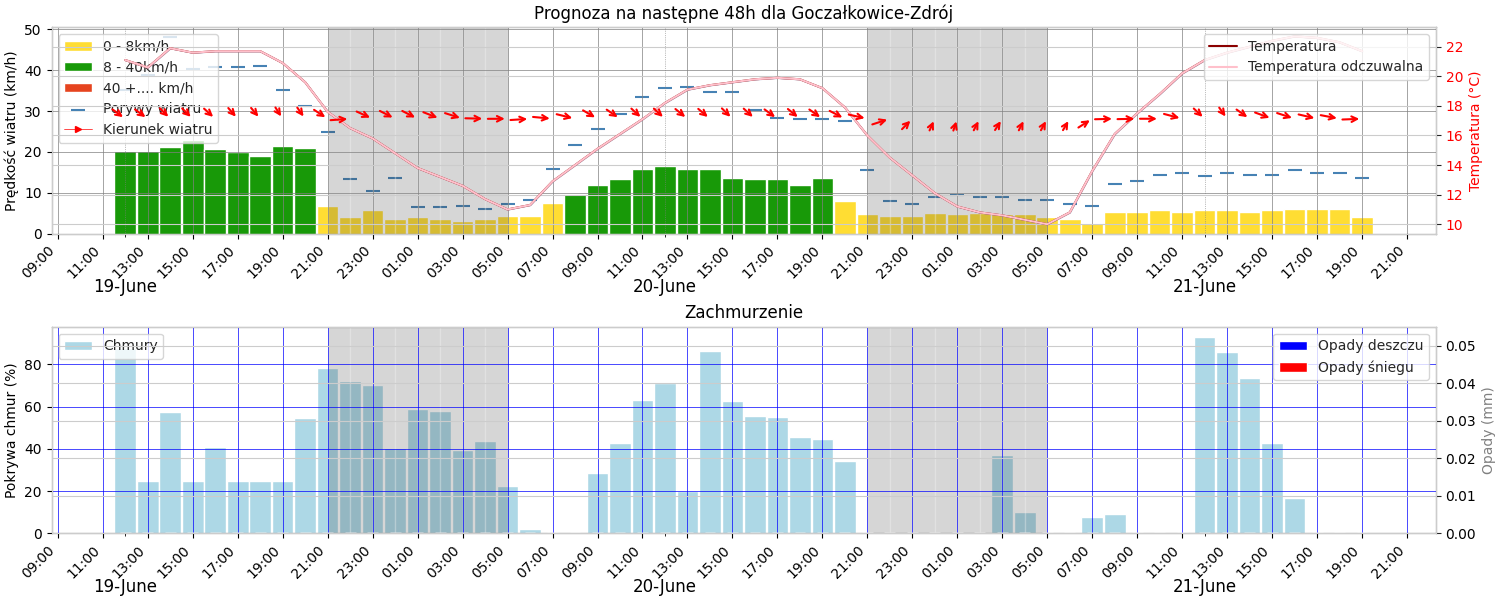 Prognoza na następne 48h dla Goczałkowice-Zdrój
Prędkość wiatru (km/h)
50
40
30
20
10
0
0 - 8km/h
8 - 40km/h
40 +.... km/h
Porywy wiatru
Kierunek wiatru
Temperatura
Temperatura odczuwalna
22
20
18
16
14
12
10
Temperatura (°C)
09:00 11:00 13:00 15:00 17:00 19:00 21:00 23:00 01:00 03:00 05:00 07:00 09:00 11:00 13:00 15:00 17:00 19:00 21:00 23:00 01:00 03:00 05:00 07:00 09:00 11:00 13:00 15:00 17:00 19:00 21:00
19-June 20-June 21-June
Zachmurzenie
Pokrywa chmur (%)
80
60
40
20
0
Chmury
Opady deszczu
Opady śniegu
0.05
0.04
0.03
0.02
0.01
0.00
Opady (mm)
09:00 11:00 13:00 15:00 17:00 19:00 21:00 23:00 01:00 03:00 05:00 07:00 09:00 11:00 13:00 15:00 17:00 19:00 21:00 23:00 01:00 03:00 05:00 07:00 09:00 11:00 13:00 15:00 17:00 19:00 21:00
19-June 20-June 21-June